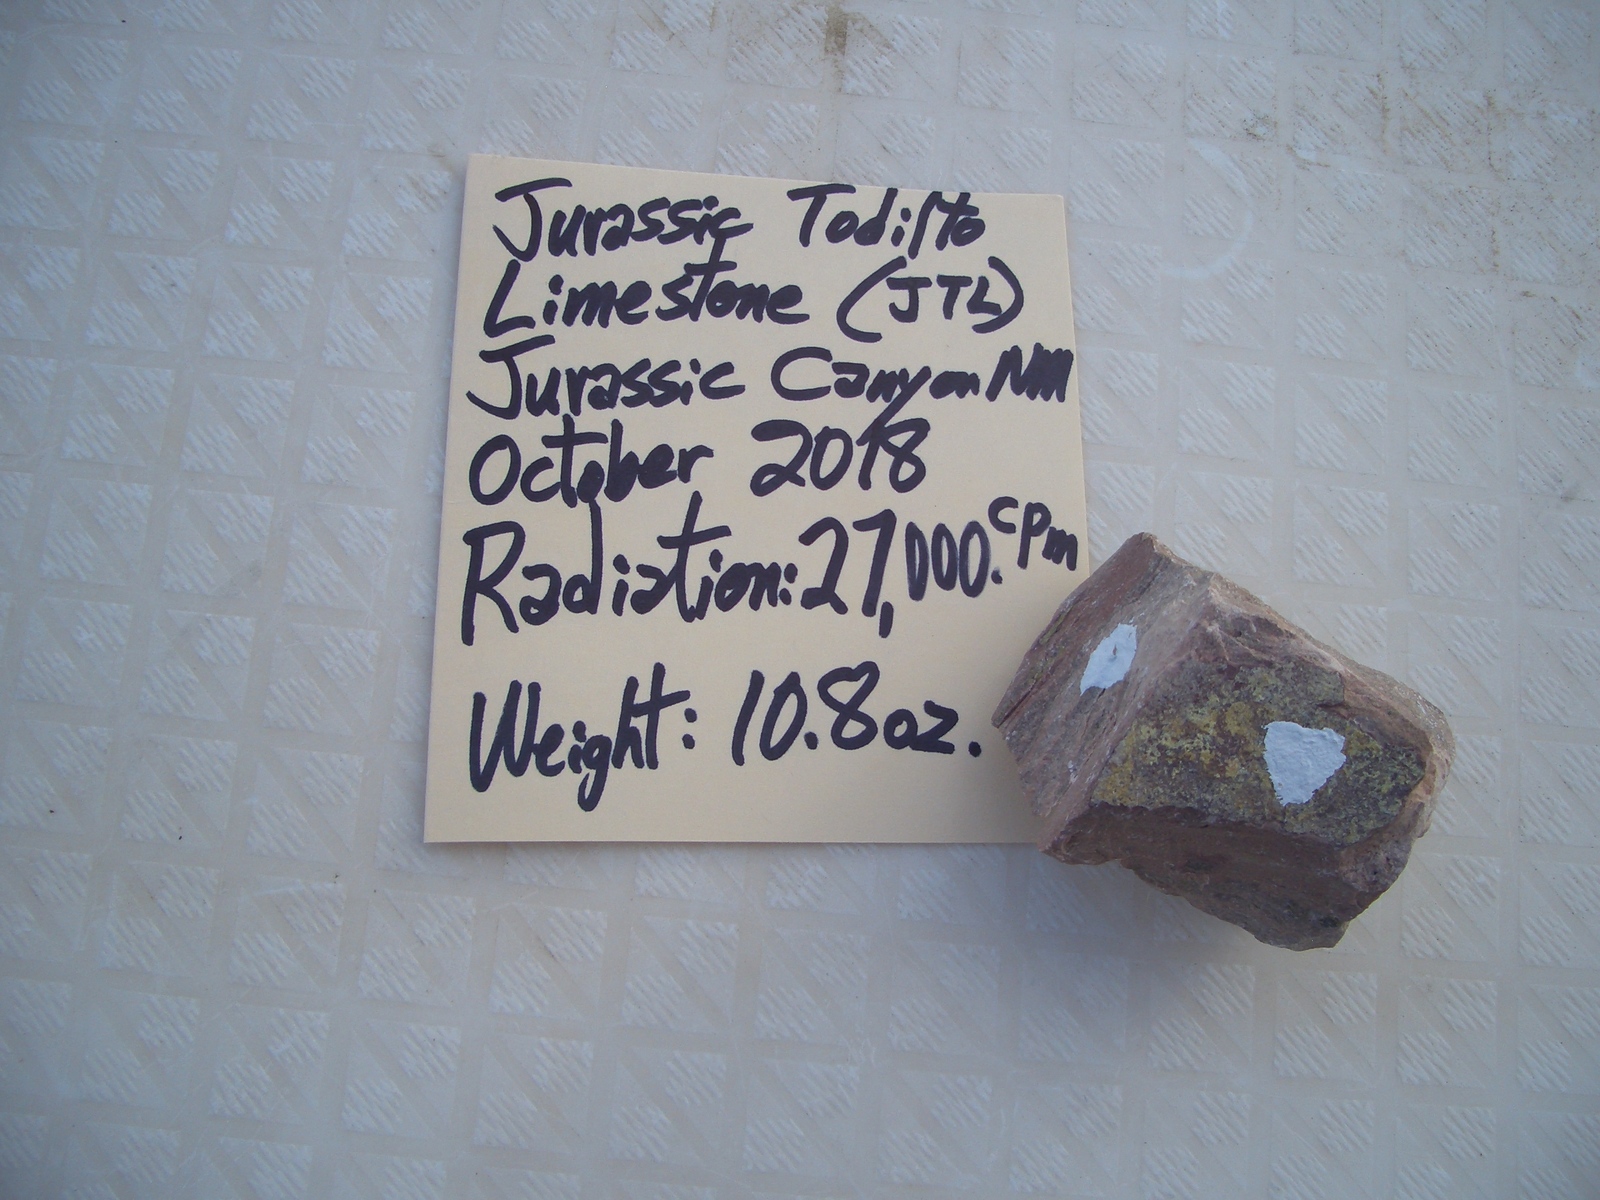 Jurassic Todilto
Limestone (JTL)
Jurassic Canyon NM
October 2018
Radiation: 27,000. cpm
Weight: 10.8 oz.